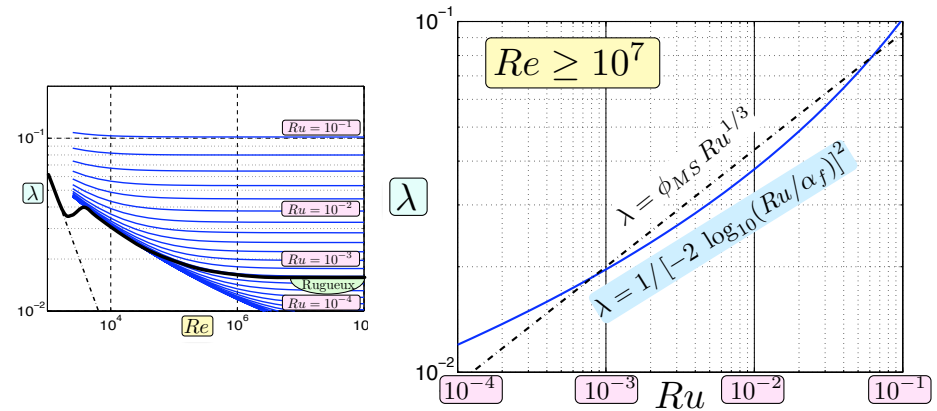 10⁻¹
λ
10⁻²
Ru = 10⁻¹
Ru = 10⁻²
Ru = 10⁻³
Rugueux
Ru = 10⁻⁴
10⁴
Re
10⁶
10
10⁻¹
Re ≥ 10⁷
λ
λ = ϕ_{MS} Ru^{1/3}
λ = 1/[−2 log₁₀(Ru/α_f)]²
10⁻²
10⁻⁴
10⁻³
Ru
10⁻²
10⁻¹